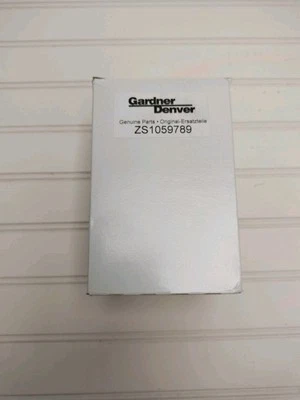 Gardner
Denver
Genuine Parts • Original-Ersatzteile
ZS1059789